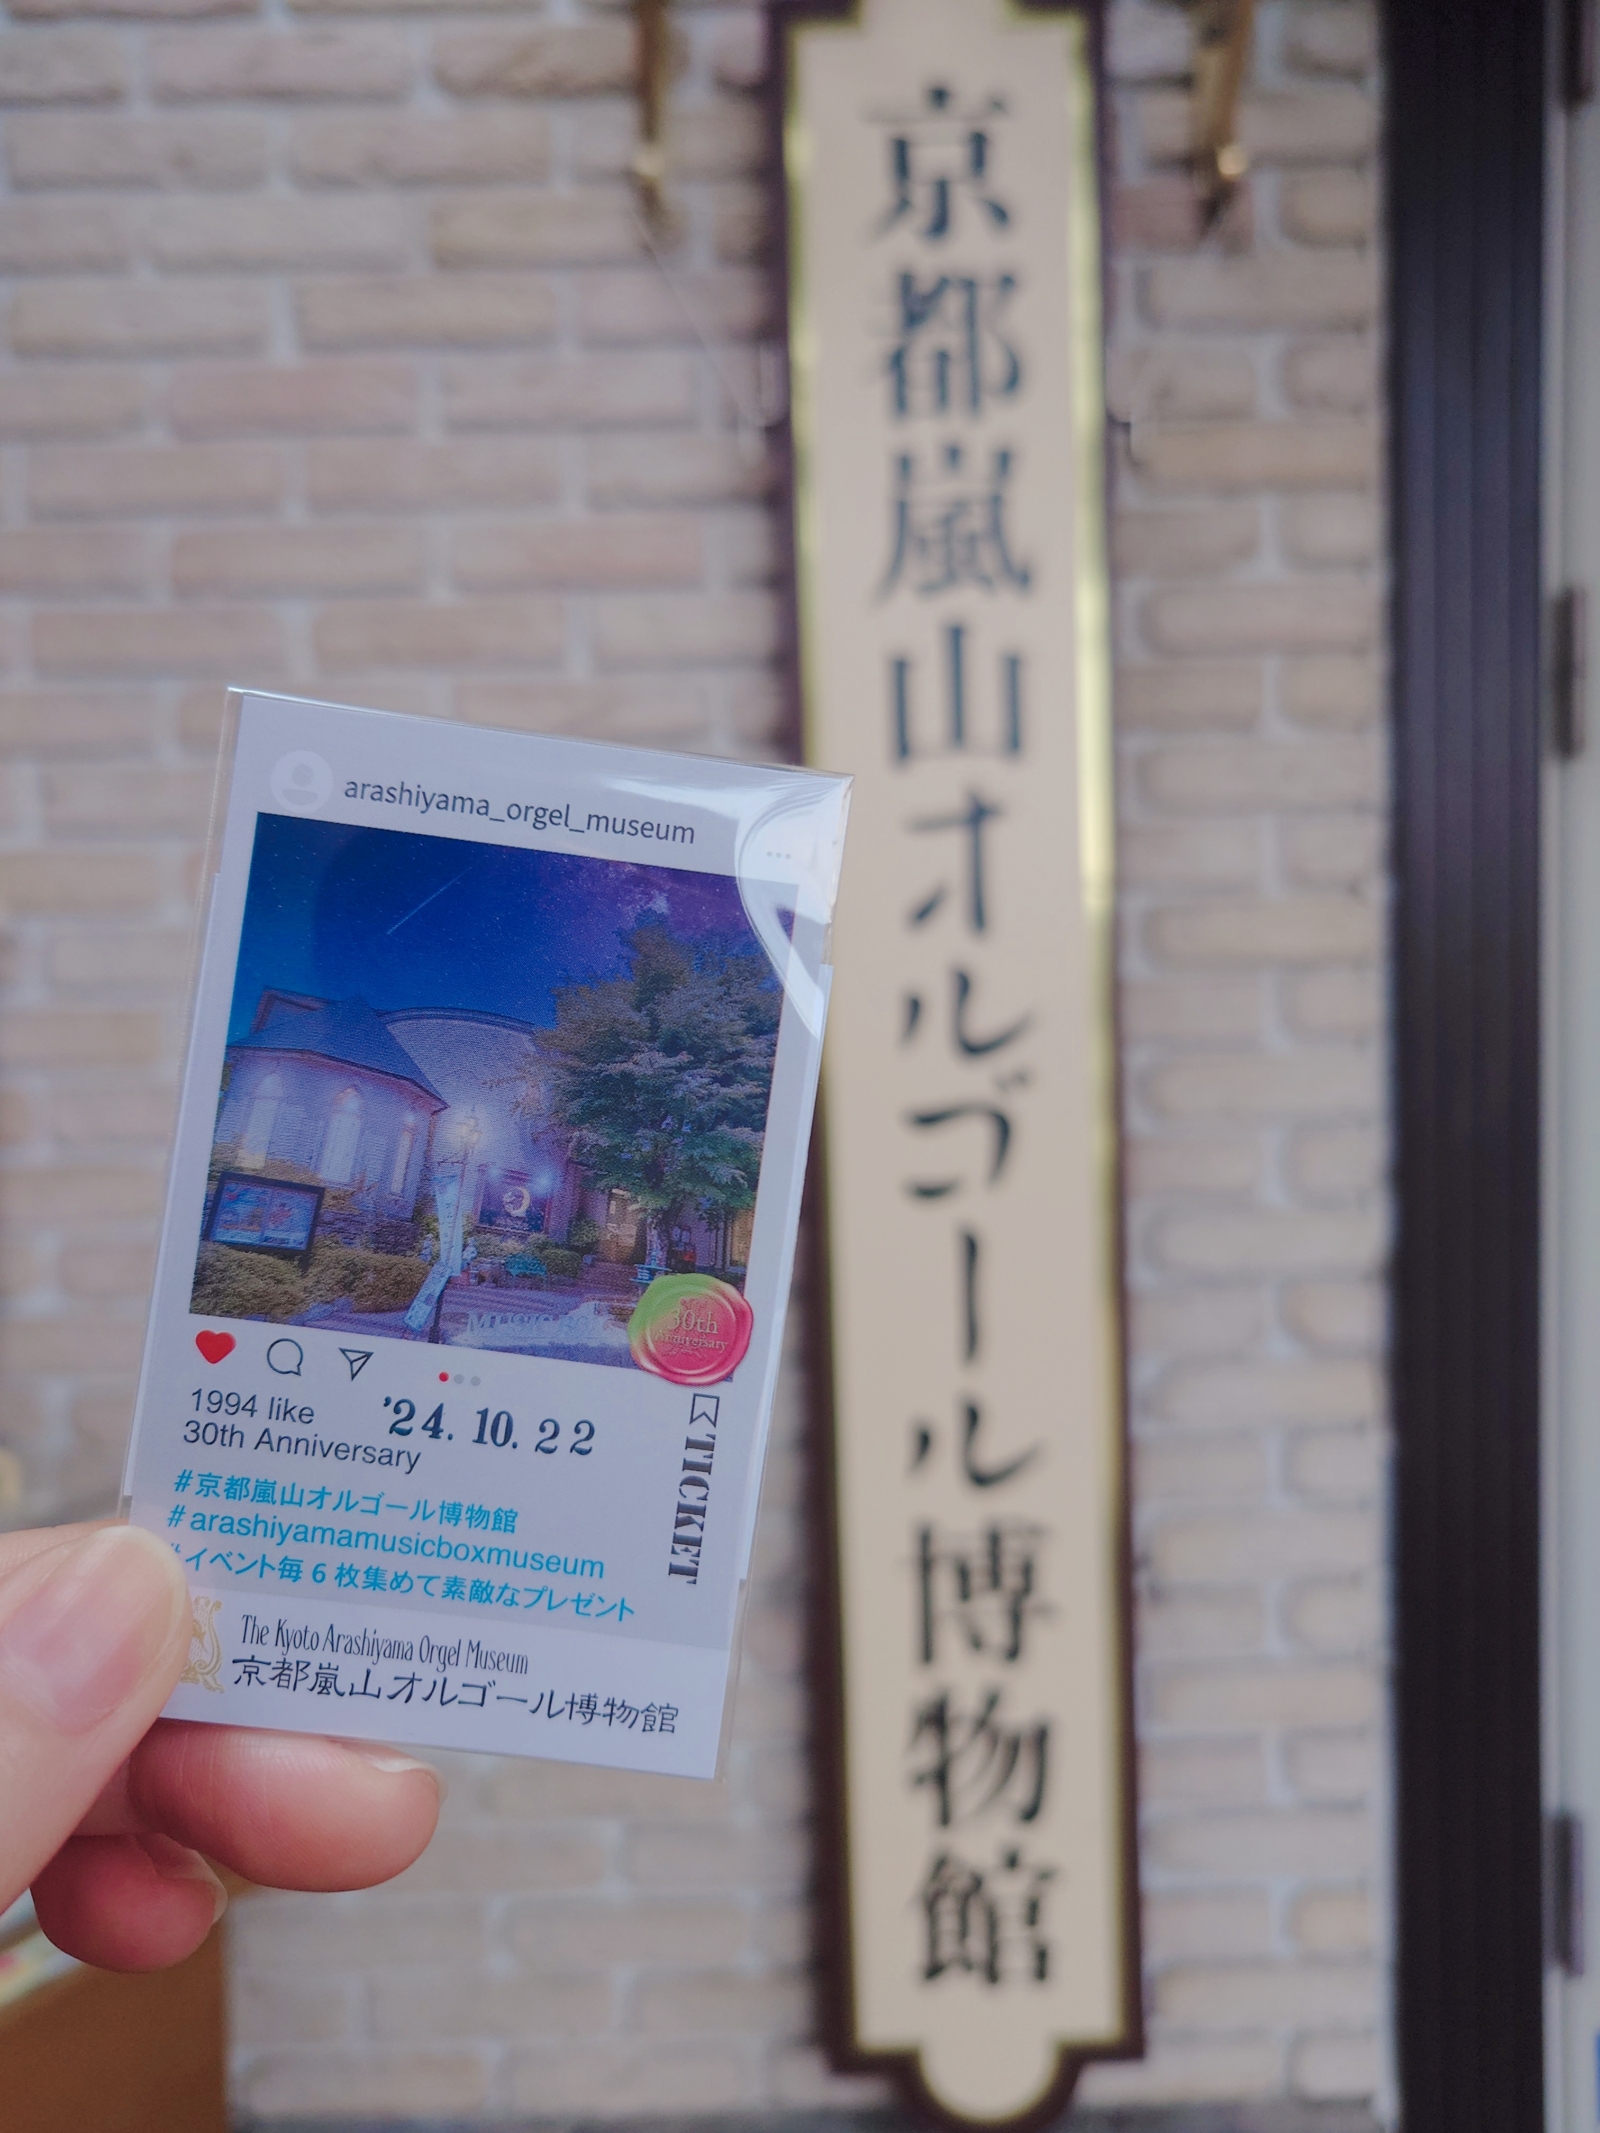 arashiyama_orgel_museum
30th
Anniversary
1994 like
30th Anniversary
'24. 10. 22
TICKET
#京都嵐山オルゴール博物館
#arashiyamamusicboxmuseum
#イベント毎6枚集めて素敵なプレゼント
The Kyoto Arashiyama Orgel Museum
京都嵐山オルゴール博物館
京都嵐山オルゴール博物館